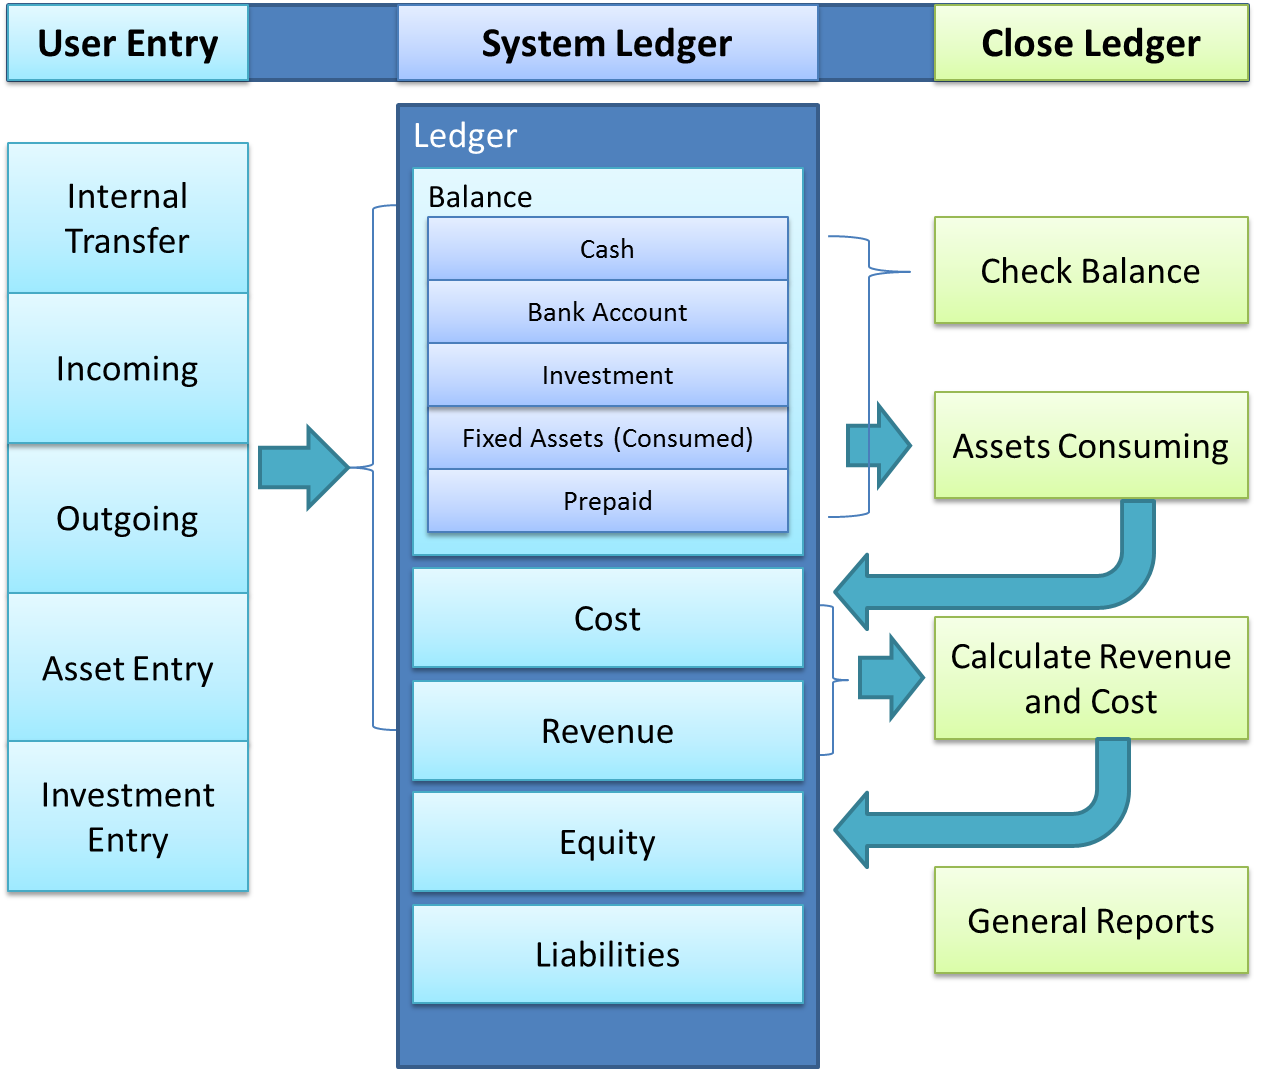 User Entry
System Ledger
Close Ledger
Internal
Transfer
Incoming
Outgoing
Asset Entry
Investment
Entry
Ledger
Balance
Cash
Bank Account
Investment
Fixed Assets (Consumed)
Prepaid
Cost
Revenue
Equity
Liabilities
Check Balance
Assets Consuming
Calculate Revenue
and Cost
General Reports